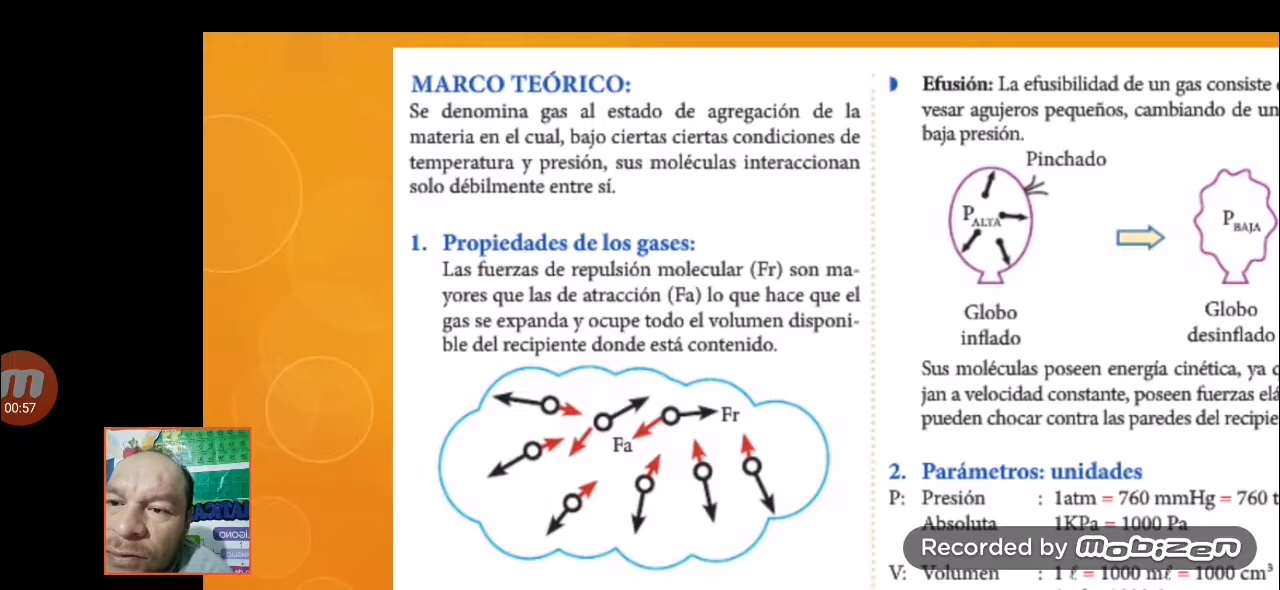 MARCO TEÓRICO:
Se denomina gas al estado de agregación de la
materia en el cual, bajo ciertas ciertas condiciones de
temperatura y presión, sus moléculas interaccionan
solo débilmente entre sí.
1. Propiedades de los gases:
Las fuerzas de repulsión molecular (Fr) son ma-
yores que las de atracción (Fa) lo que hace que el
gas se expanda y ocupe todo el volumen disponi-
ble del recipiente donde está contenido.
Fr
Fa
Efusión: La efusibilidad de un gas consiste
vesar agujeros pequeños, cambiando de un
baja presión.
Pinchado
P ALTA
P BAJA
Globo
inflado
Globo
desinflado
Sus moléculas poseen energía cinética, ya
jan a velocidad constante, poseen fuerzas elá
pueden chocar contra las paredes del recipie
2. Parámetros: unidades
P: Presión : 1atm = 760 mmHg = 760 t
Absoluta 1KPa = 1000 Pa
V: Volumen : 1 ℓ = 1000 mℓ = 1000 cm³
Recorded by Mobizen
m
00:57